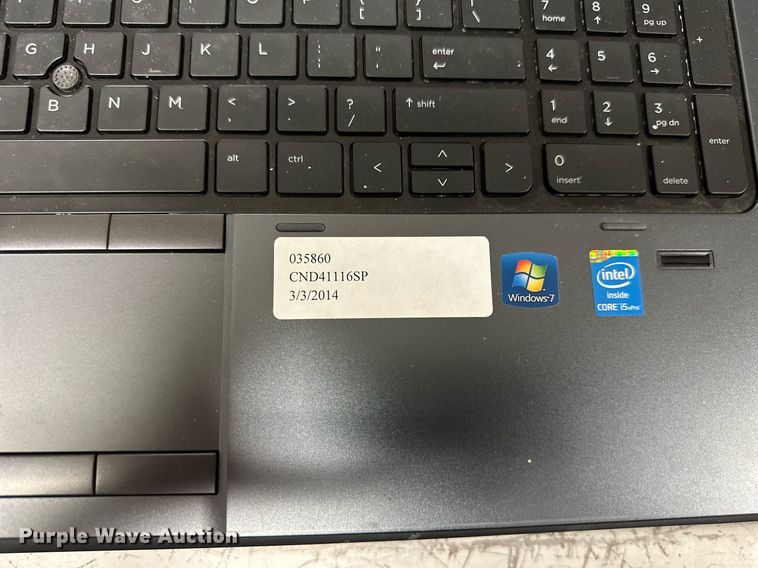 { [
} ]
| \
7 home
8 ↑
9 pg up
+
G
H
J
K
L
: ;
" '
enter ↵
4 ←
5
6 →
B
N
M
< ,
> .
? /
↑ shift
1 end
2 ↓
3 pg dn
enter
alt
ctrl
<
^
v
>
0 insert
. delete
035860
CND41116SP
3/3/2014
Windows 7
intel
inside
CORE i5 vPro
Purple Wave Auction